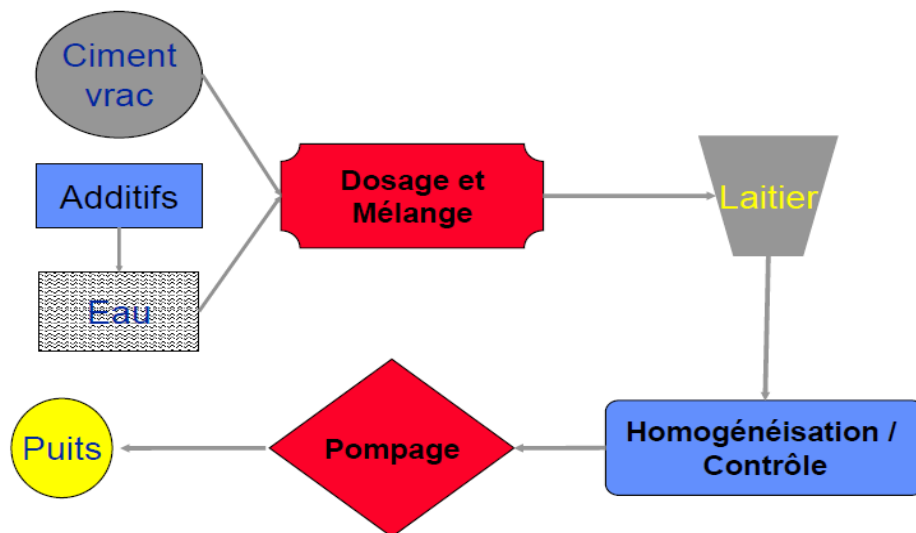 Ciment
vrac
Additifs
Eau
Dosage et
Mélange
Laitier
Homogénéisation /
Contrôle
Pompage
Puits